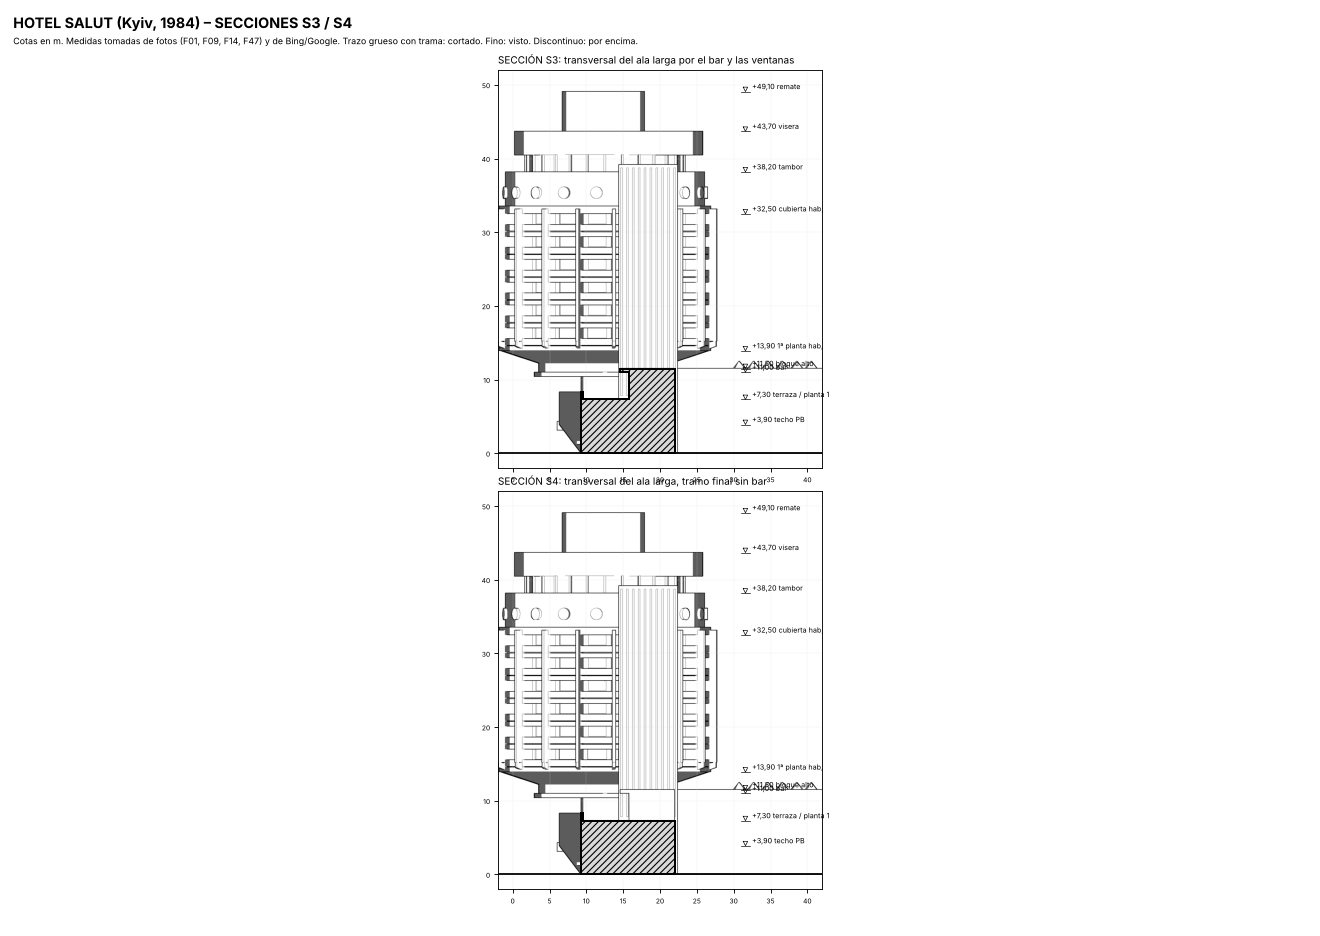 HOTEL SALUT (Kyiv, 1984) – SECCIONES S3 / S4
Cotas en m. Medidas tomadas de fotos (F01, F09, F14, F47) y de Bing/Google. Trazo grueso con trama: cortado. Fino: visto. Discontinuo: por encima.
SECCIÓN S3: transversal del ala larga por el bar y las ventanas
50
+49,10 remate
+43,70 visera
40
+38,20 tambor
+32,50 cubierta hab.
30
20
+13,90 1ª planta hab.
bloque alto
10
+7,30 terraza / planta 1
+3,90 techo PB
0
0 5 10 15 20 25 30 35 40
SECCIÓN S4: transversal del ala larga, tramo final sin bar
50
+49,10 remate
+43,70 visera
40
+38,20 tambor
+32,50 cubierta hab.
30
20
+13,90 1ª planta hab.
bloque alto
10
+7,30 terraza / planta 1
+3,90 techo PB
0
0 5 10 15 20 25 30 35 40